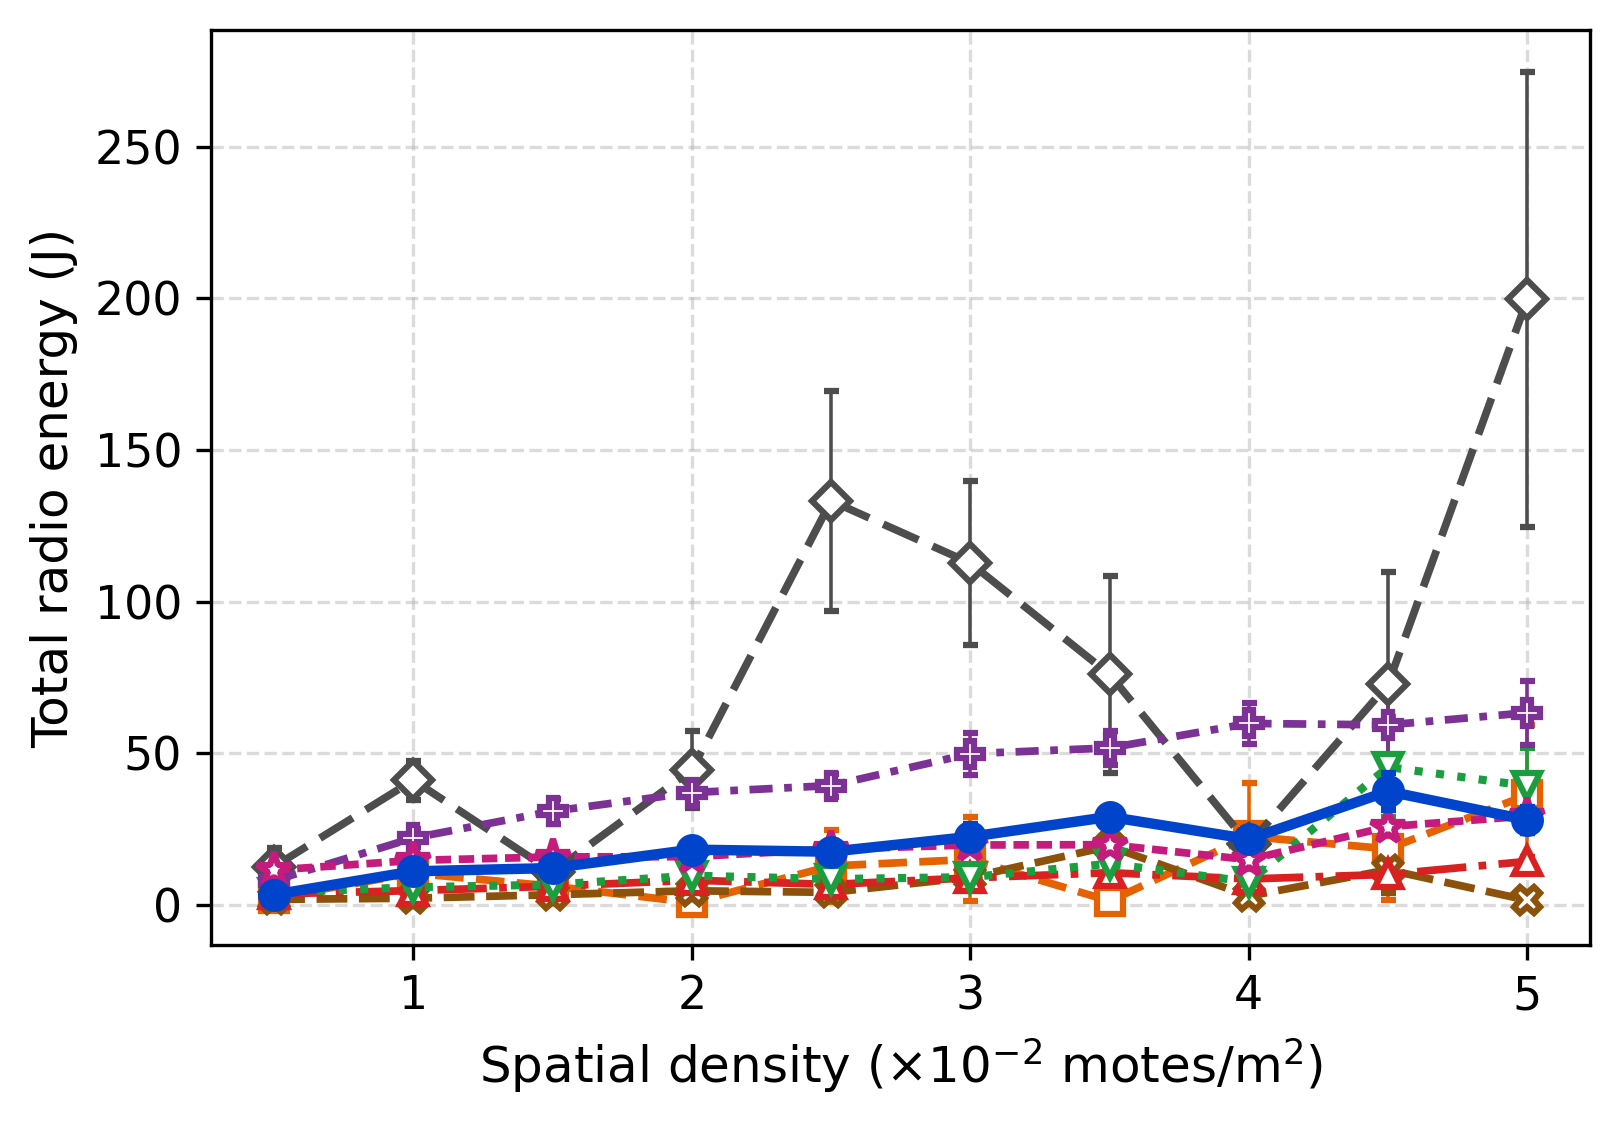 250
200
150
100
50
0
Total radio energy (J)
1 2 3 4 5
Spatial density (×10⁻² motes/m²)